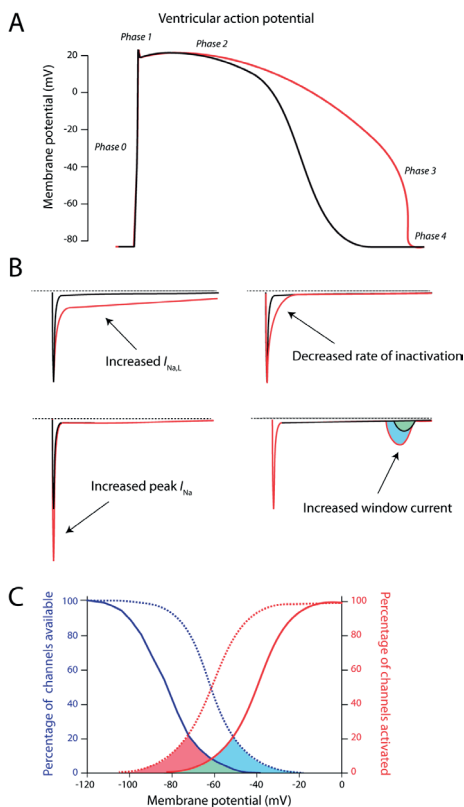 A
Ventricular action potential
Phase 1
Phase 2
20
0
-20
-40
-60
-80
Membrane potential (mV)
Phase 0
Phase 3
Phase 4
B
Increased I Na,L
Decreased rate of inactivation
Increased peak I Na
Increased window current
C
100
80
60
40
20
0
Percentage of channels available
100
80
60
40
20
0
Percentage of channels activated
-120
-100
-80
-60
-40
-20
0
Membrane potential (mV)